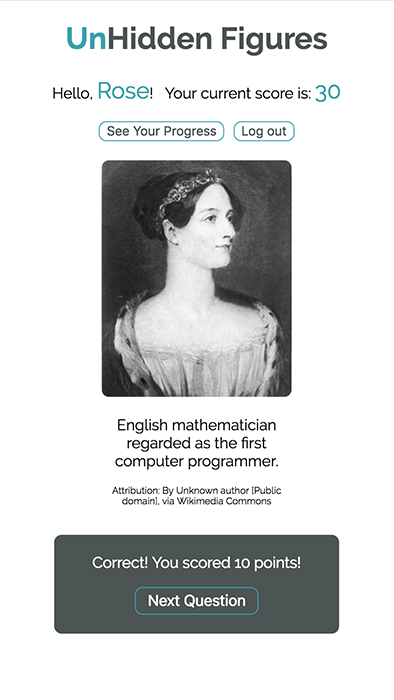 UnHidden Figures
Hello, Rose! Your current score is: 30
See Your Progress Log out
English mathematician
regarded as the first
computer programmer.
Attribution: By Unknown author [Public
domain], via Wikimedia Commons
Correct! You scored 10 points!
Next Question